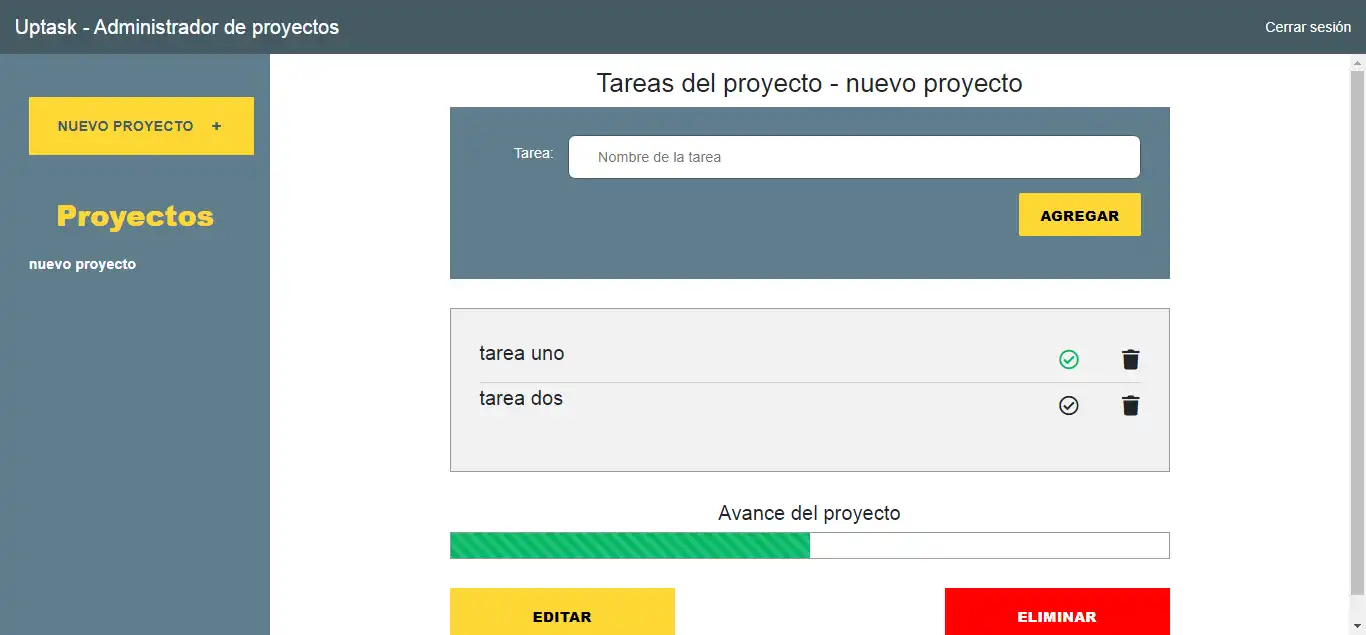 Uptask - Administrador de proyectos
Cerrar sesión
NUEVO PROYECTO +
Proyectos
nuevo proyecto
Tareas del proyecto - nuevo proyecto
Tarea:
Nombre de la tarea
AGREGAR
tarea uno
tarea dos
Avance del proyecto
EDITAR
ELIMINAR